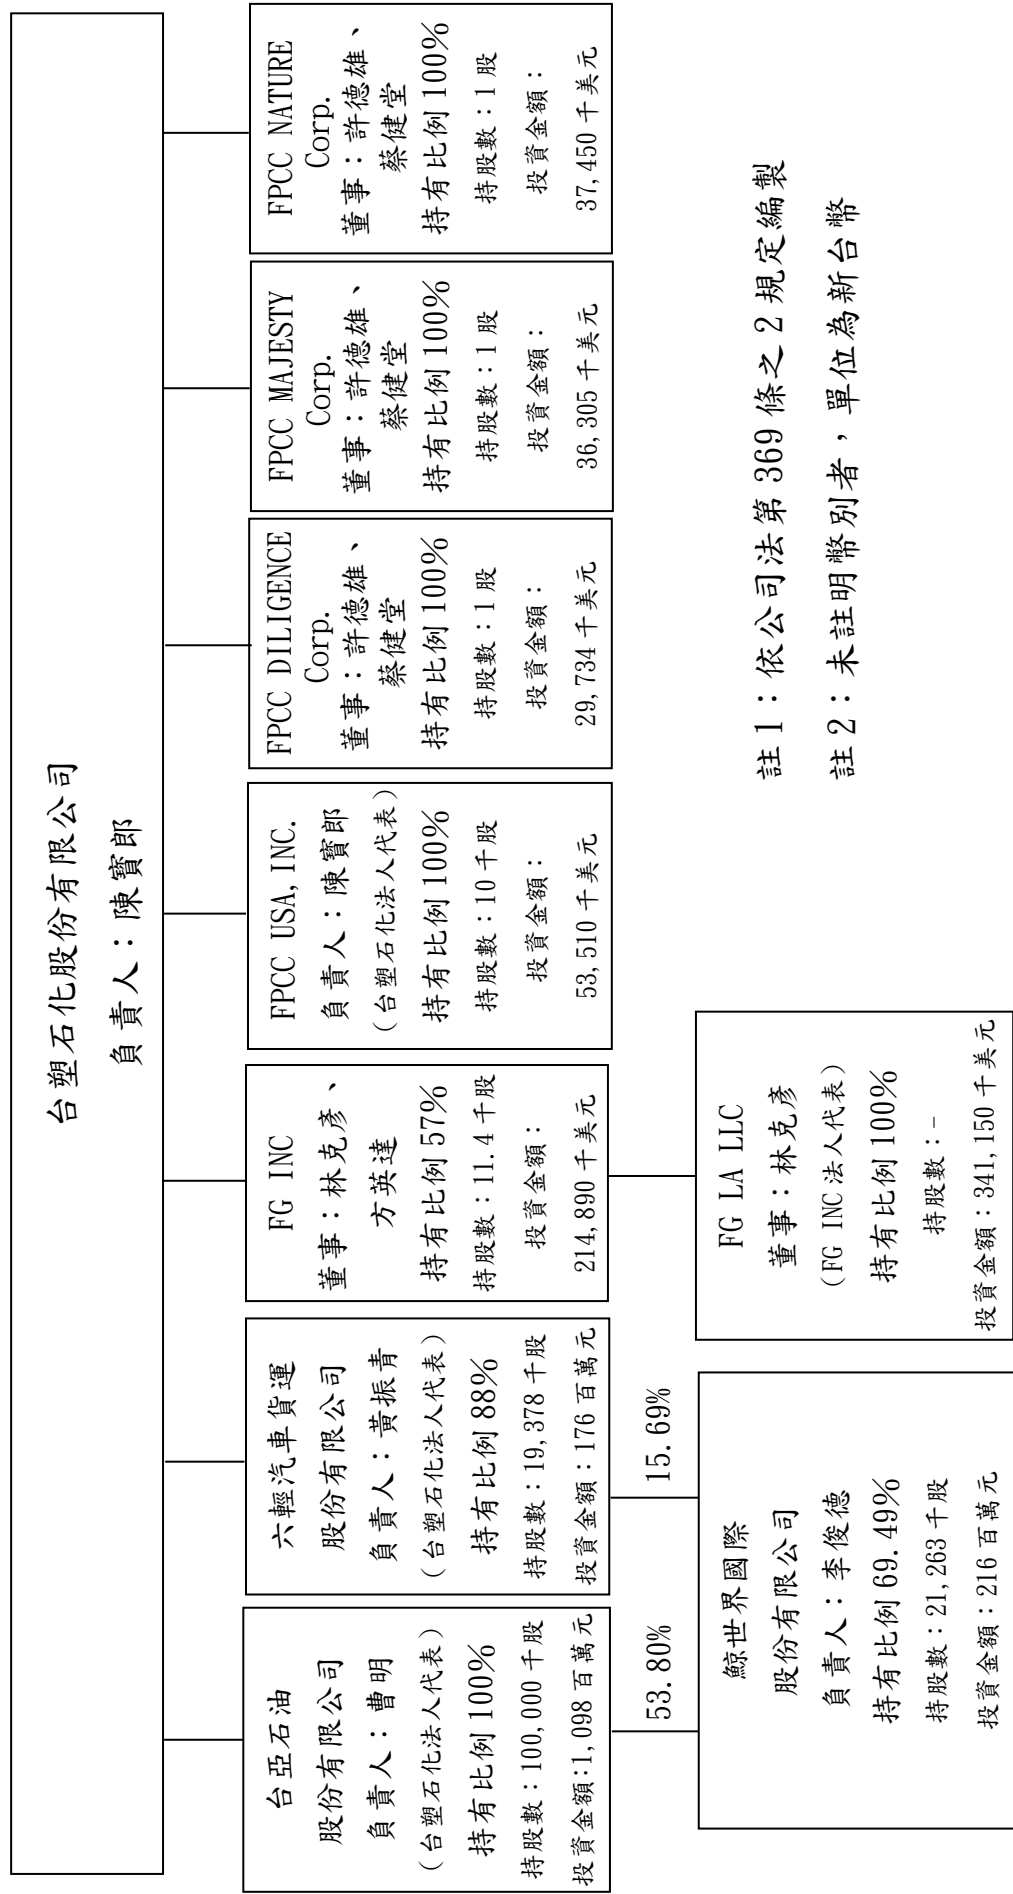 台塑石化股份有限公司
負責人：陳寶郎
台亞石油
股份有限公司
負責人：曹明
(台塑石化法人代表)
持有比例100%
持股數：100,000千股
投資金額:1,098百萬元
六輕汽車貨運
股份有限公司
負責人：黃振青
(台塑石化法人代表)
持有比例88%
持股數：19,378千股
投資金額：176百萬元
FG INC
董事：林克彥、
方英達
持有比例57%
持股數：11.4千股
投資金額：
214,890千美元
FPCC USA,INC.
負責人：陳寶郎
(台塑石化法人代表)
持有比例100%
持股數：10千股
投資金額：
53,510千美元
FPCC DILIGENCE
Corp.
董事：許德雄、
蔡健堂
持有比例100%
持股數：1股
投資金額：
29,734千美元
FPCC MAJESTY
Corp.
董事：許德雄、
蔡健堂
持有比例100%
持股數：1股
投資金額：
36,305千美元
FPCC NATURE
Corp.
董事：許德雄、
蔡健堂
持有比例100%
持股數：1股
投資金額：
37,450千美元
53.80%
15.69%
鯨世界國際
股份有限公司
負責人：李俊德
持有比例69.49%
持股數：21,263千股
投資金額：216百萬元
FG LA LLC
董事：林克彥
(FG INC法人代表)
持有比例100%
持股數：-
投資金額：341,150千美元
註1：依公司法第369條之2規定編製
註2：未註明幣別者，單位為新台幣